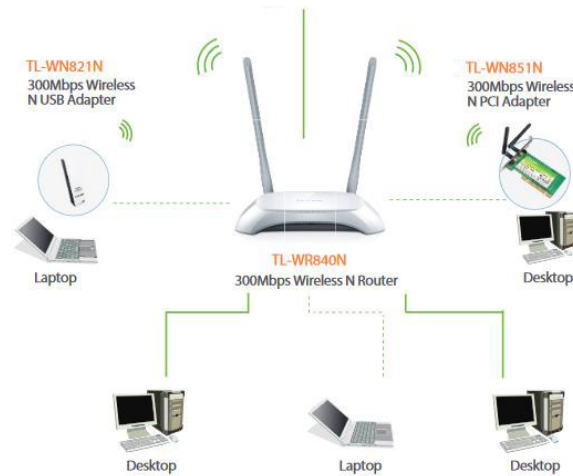 TL-WN821N
300Mbps Wireless
N USB Adapter
TL-WN851N
300Mbps Wireless
N PCI Adapter
Laptop
TL-WR840N
300Mbps Wireless N Router
Desktop
Desktop
Laptop
Desktop